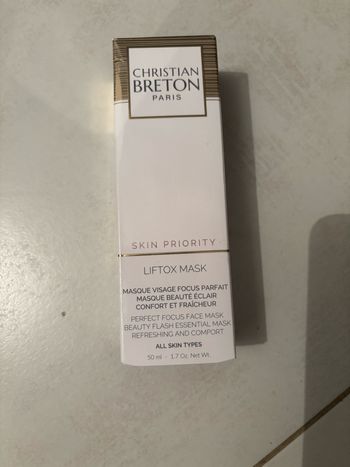 CHRISTIAN
BRETON
PARIS
SKIN PRIORITY
LIFTOX MASK
MASQUE VISAGE FOCUS PARFAIT
MASQUE BEAUTÉ ÉCLAIR
CONFORT ET FRAÎCHEUR
PERFECT FOCUS FACE MASK
BEAUTY FLASH ESSENTIAL MASK
REFRESHING AND COMFORT
ALL SKIN TYPES
50 ml - 1.7 Oz. Net Wt.